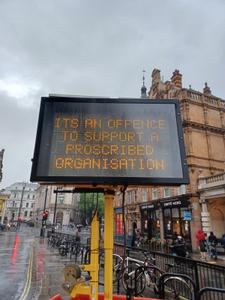 ITS AN OFFENCE
TO SUPPORT A
PROSCRIBED
ORGANISATION